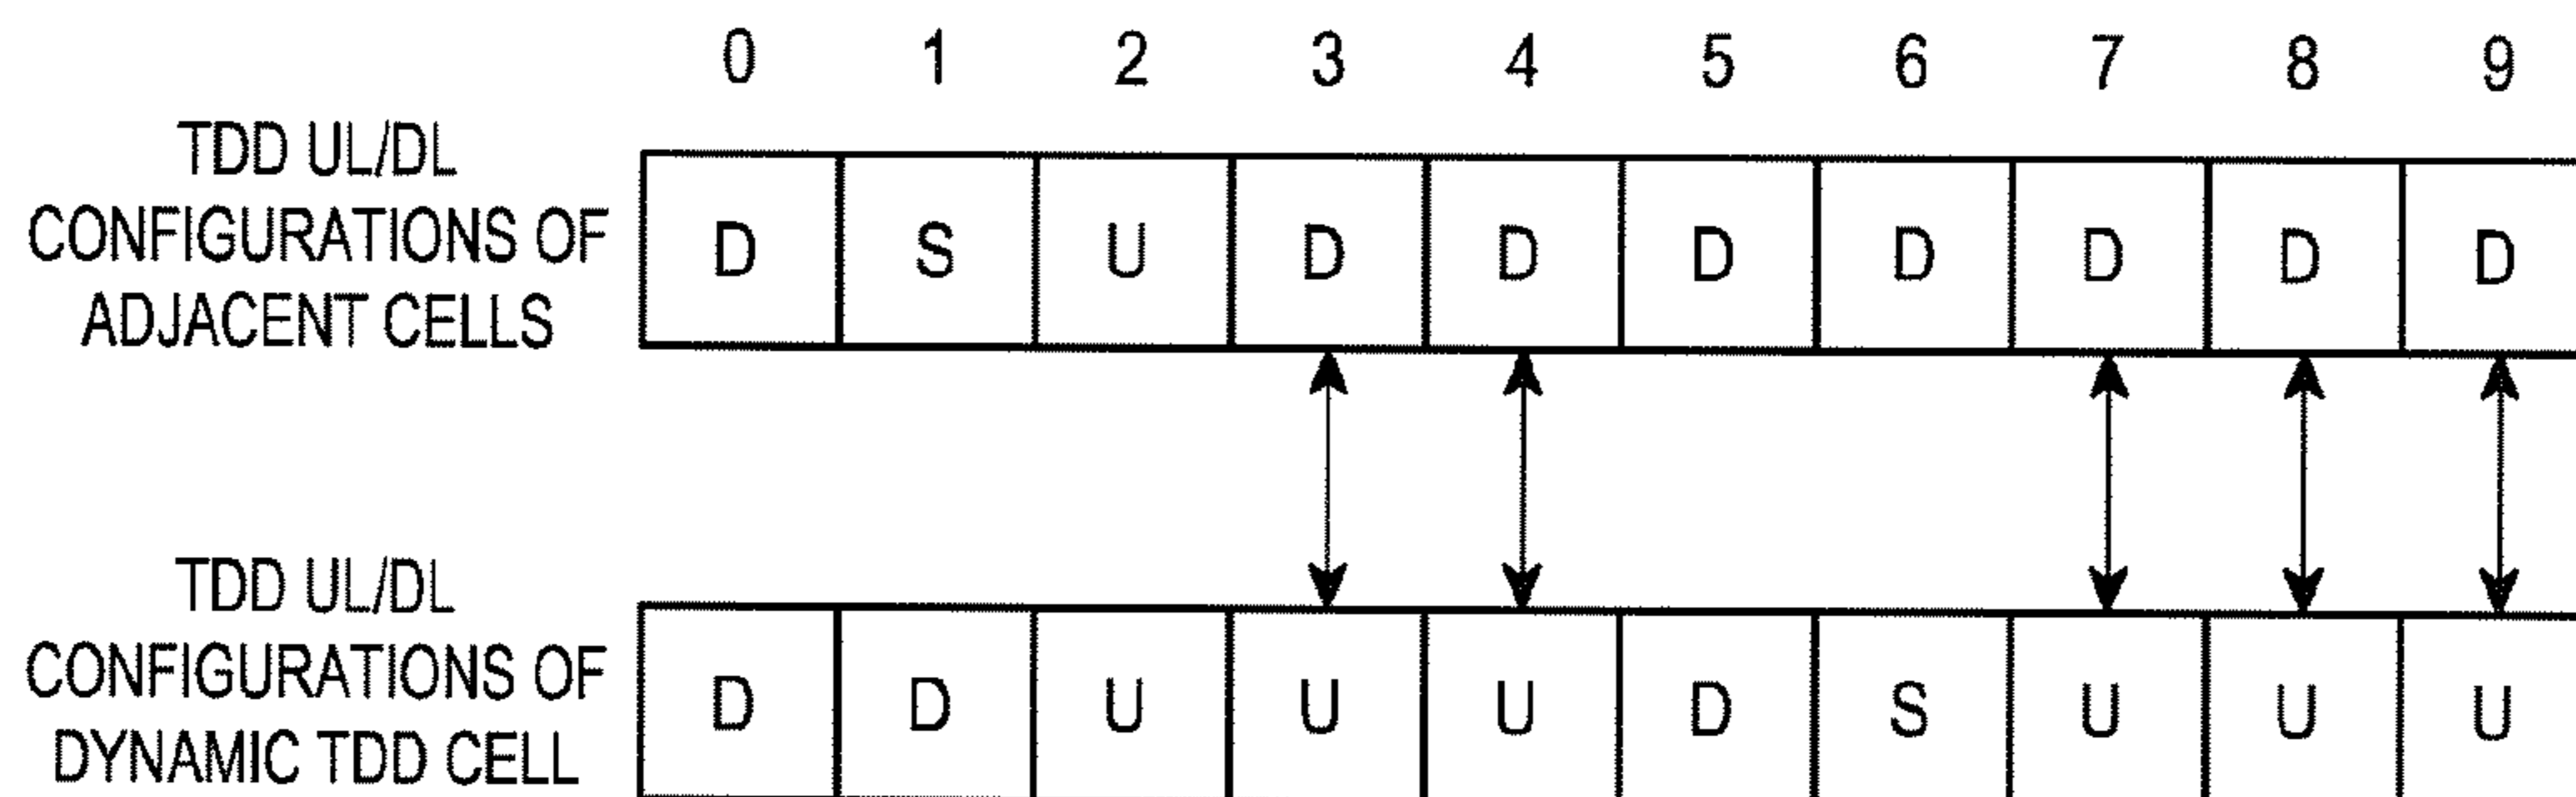 0 1 2 3 4 5 6 7 8 9
TDD UL/DL
CONFIGURATIONS OF
ADJACENT CELLS
D S U D D D D D D D
TDD UL/DL
CONFIGURATIONS OF
DYNAMIC TDD CELL
D D U U U D S U U U